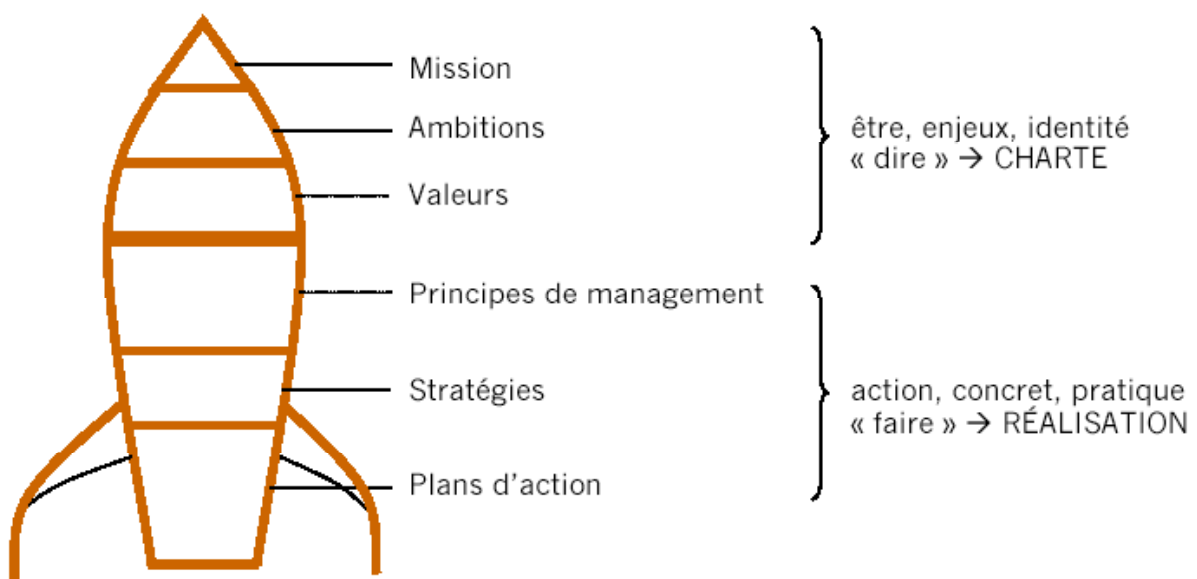 Mission
Ambitions
Valeurs
être, enjeux, identité
« dire » → CHARTE
Principes de management
Stratégies
Plans d’action
action, concret, pratique
« faire » → RÉALISATION